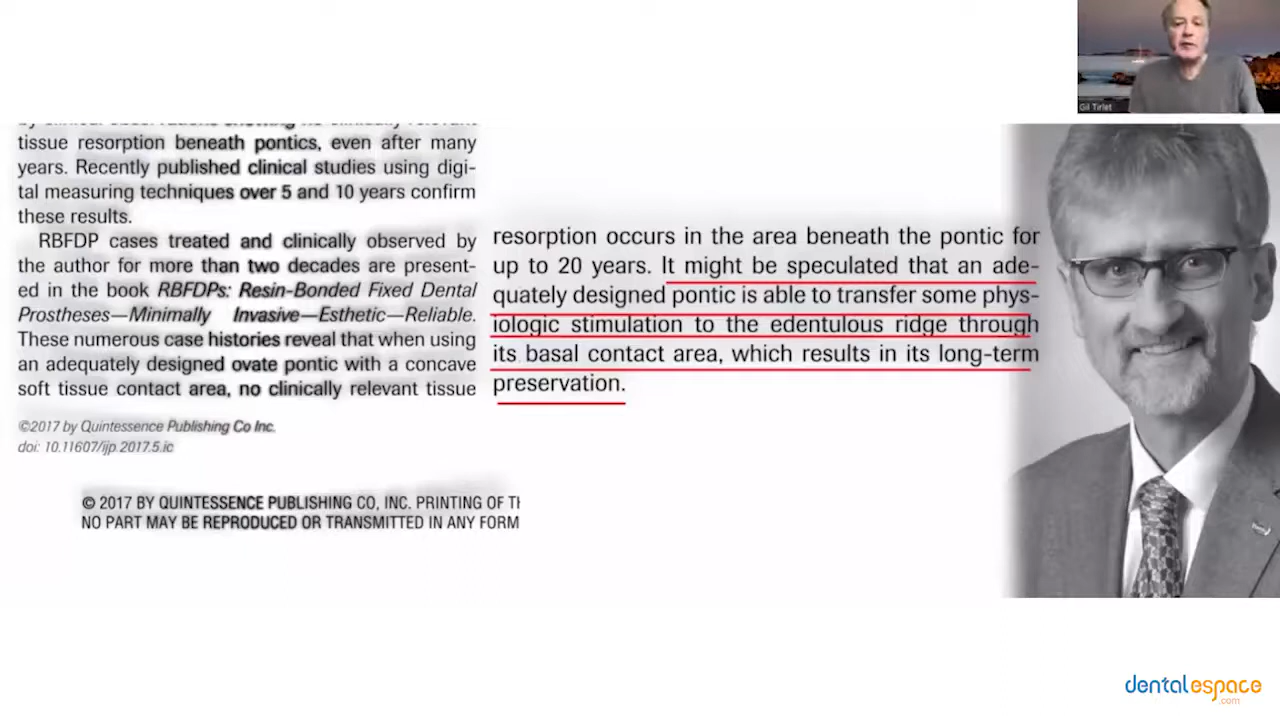 Gil Tirlet
tissue resorption beneath pontics, even after many
years. Recently published clinical studies using digi-
tal measuring techniques over 5 and 10 years confirm
these results.
RBFDP cases treated and clinically observed by
the author for more than two decades are present-
ed in the book RBFDPs: Resin-Bonded Fixed Dental
Prostheses—Minimally Invasive—Esthetic—Reliable.
These numerous case histories reveal that when using
an adequately designed ovate pontic with a concave
soft tissue contact area, no clinically relevant tissue
©2017 by Quintessence Publishing Co Inc.
doi: 10.11607/ijp.2017.5.ic
© 2017 BY QUINTESSENCE PUBLISHING CO, INC. PRINTING OF TH
NO PART MAY BE REPRODUCED OR TRANSMITTED IN ANY FORM
resorption occurs in the area beneath the pontic for
up to 20 years. It might be speculated that an ade-
quately designed pontic is able to transfer some phys-
iologic stimulation to the edentulous ridge through
its basal contact area, which results in its long-term
preservation.
dentalespace
.com